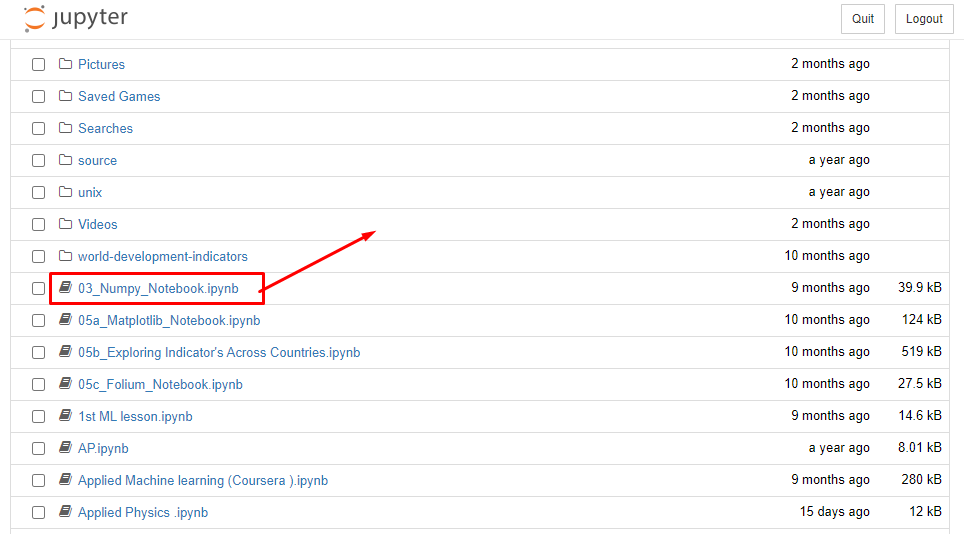 jupyter Quit Logout
Pictures 2 months ago
Saved Games 2 months ago
Searches 2 months ago
source a year ago
unix a year ago
Videos 2 months ago
world-development-indicators 10 months ago
03_Numpy_Notebook.ipynb 9 months ago 39.9 kB
05a_Matplotlib_Notebook.ipynb 10 months ago 124 kB
05b_Exploring Indicator's Across Countries.ipynb 10 months ago 519 kB
05c_Folium_Notebook.ipynb 10 months ago 27.5 kB
1st ML lesson.ipynb 9 months ago 14.6 kB
AP.ipynb a year ago 8.01 kB
Applied Machine learning (Coursera ).ipynb 9 months ago 280 kB
Applied Physics .ipynb 15 days ago 12 kB